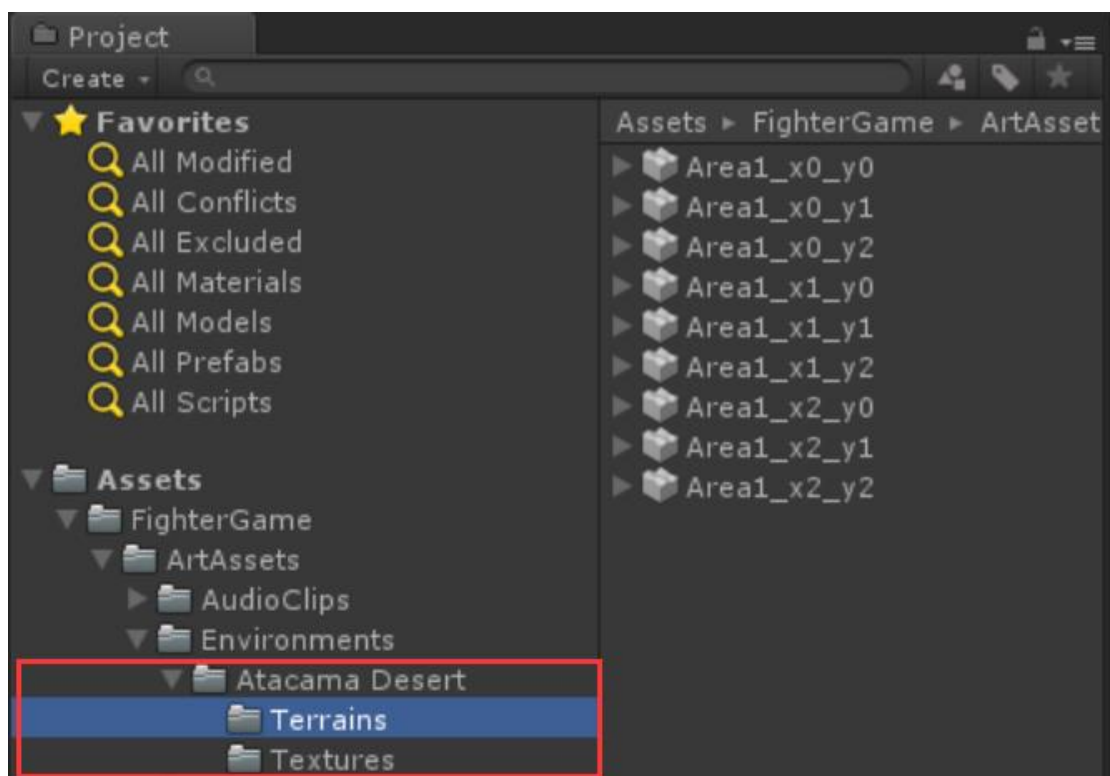 Project
Create
Favorites
All Modified
All Conflicts
All Excluded
All Materials
All Models
All Prefabs
All Scripts
Assets
FighterGame
ArtAssets
AudioClips
Environments
Atacama Desert
Terrains
Textures
Assets FighterGame ArtAsset
Area1_x0_y0
Area1_x0_y1
Area1_x0_y2
Area1_x1_y0
Area1_x1_y1
Area1_x1_y2
Area1_x2_y0
Area1_x2_y1
Area1_x2_y2